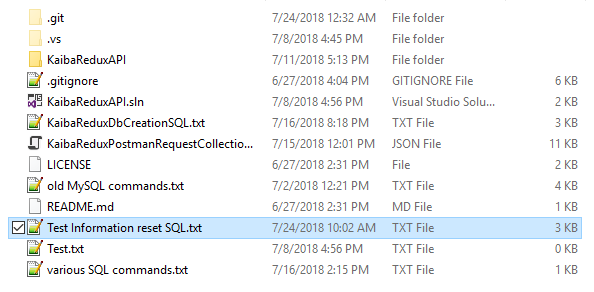 .git 7/24/2018 12:32 AM File folder
.vs 7/8/2018 4:45 PM File folder
KaibaReduxAPI 7/11/2018 5:13 PM File folder
.gitignore 6/27/2018 4:04 PM GITIGNORE File 6 KB
KaibaReduxAPI.sln 7/8/2018 4:56 PM Visual Studio Solu... 2 KB
KaibaReduxDbCreationSQL.txt 7/16/2018 8:18 PM TXT File 3 KB
KaibaReduxPostmanRequestCollectio... 7/15/2018 12:01 PM JSON File 11 KB
LICENSE 6/27/2018 2:31 PM File 2 KB
old MySQL commands.txt 7/2/2018 12:21 PM TXT File 4 KB
README.md 6/27/2018 2:31 PM MD File 1 KB
Test Information reset SQL.txt 7/24/2018 10:02 AM TXT File 3 KB
Test.txt 7/8/2018 4:56 PM TXT File 0 KB
various SQL commands.txt 7/16/2018 2:15 PM TXT File 1 KB